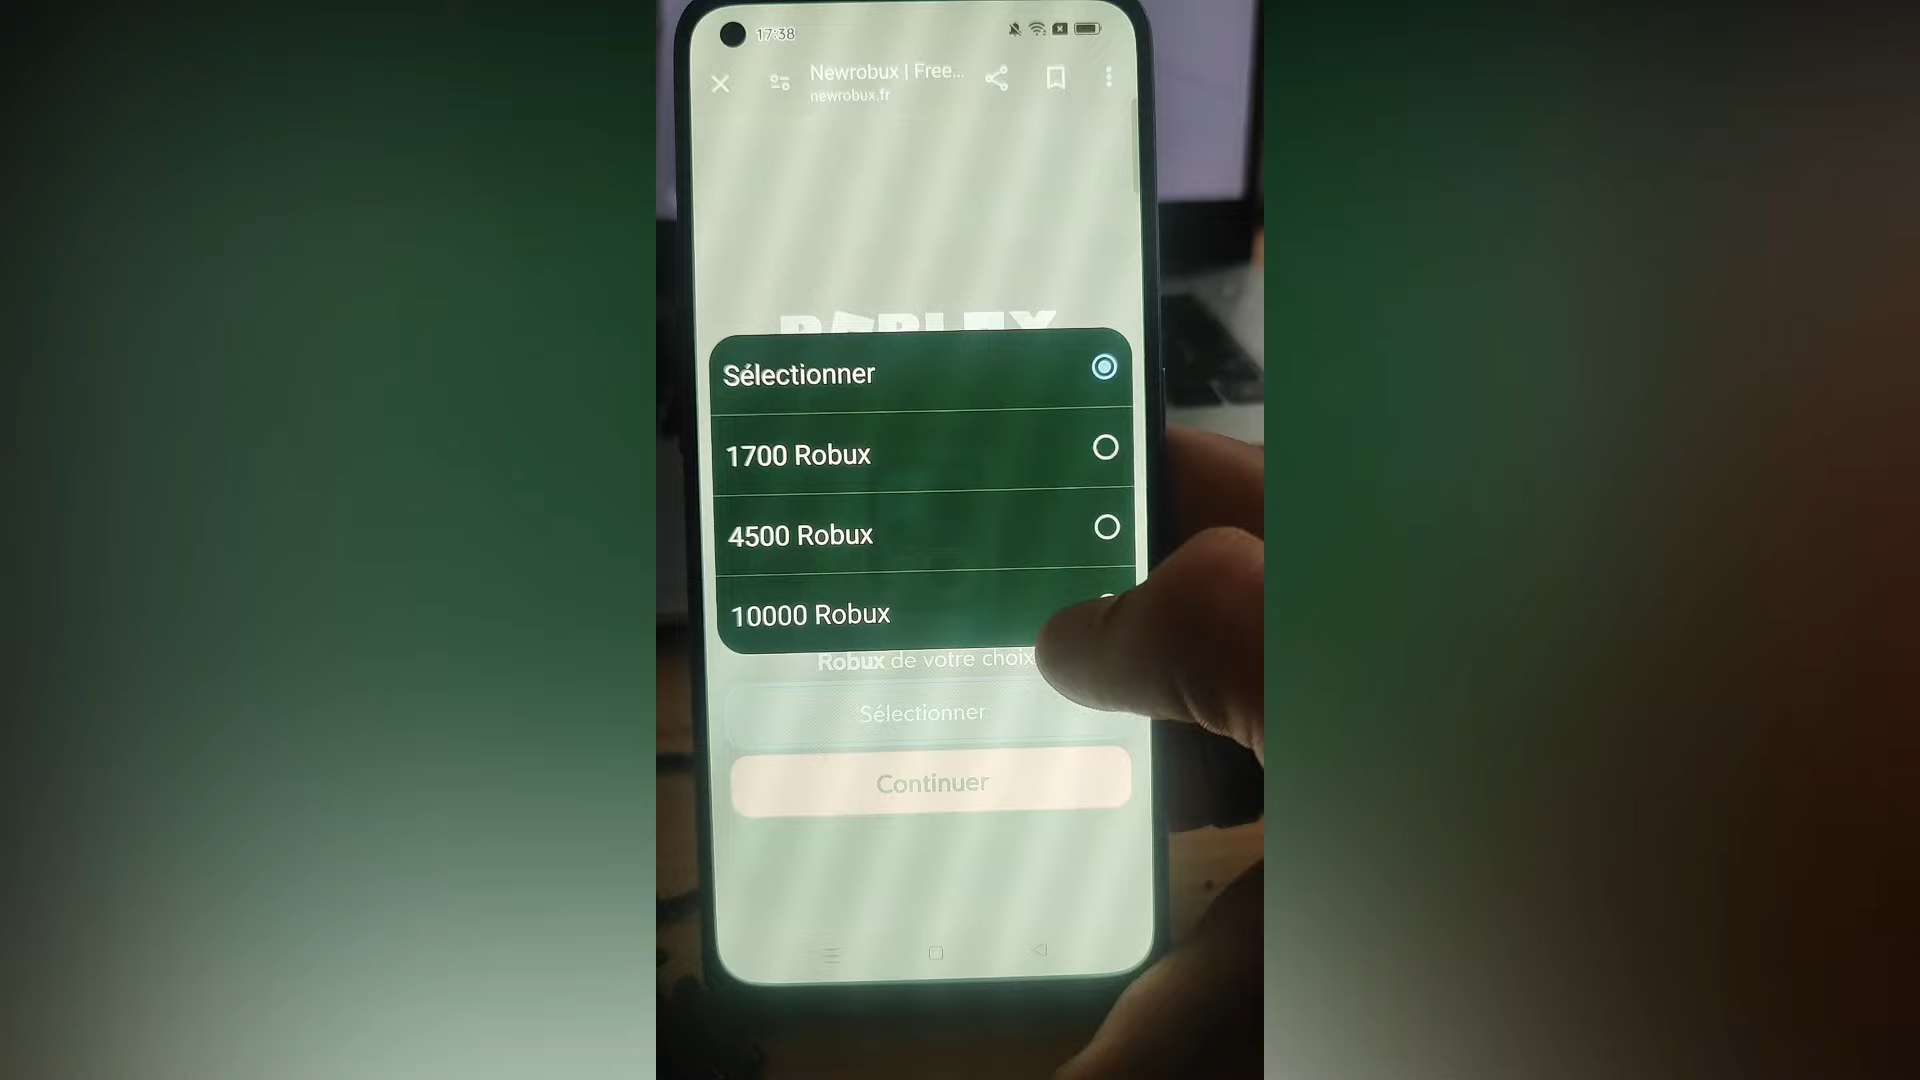 17:38
Newrobux | Free...
newrobux.fr
ROBLEX
Sélectionner
1700 Robux
4500 Robux
10000 Robux
Robux de votre choix
Sélectionner
Continuer